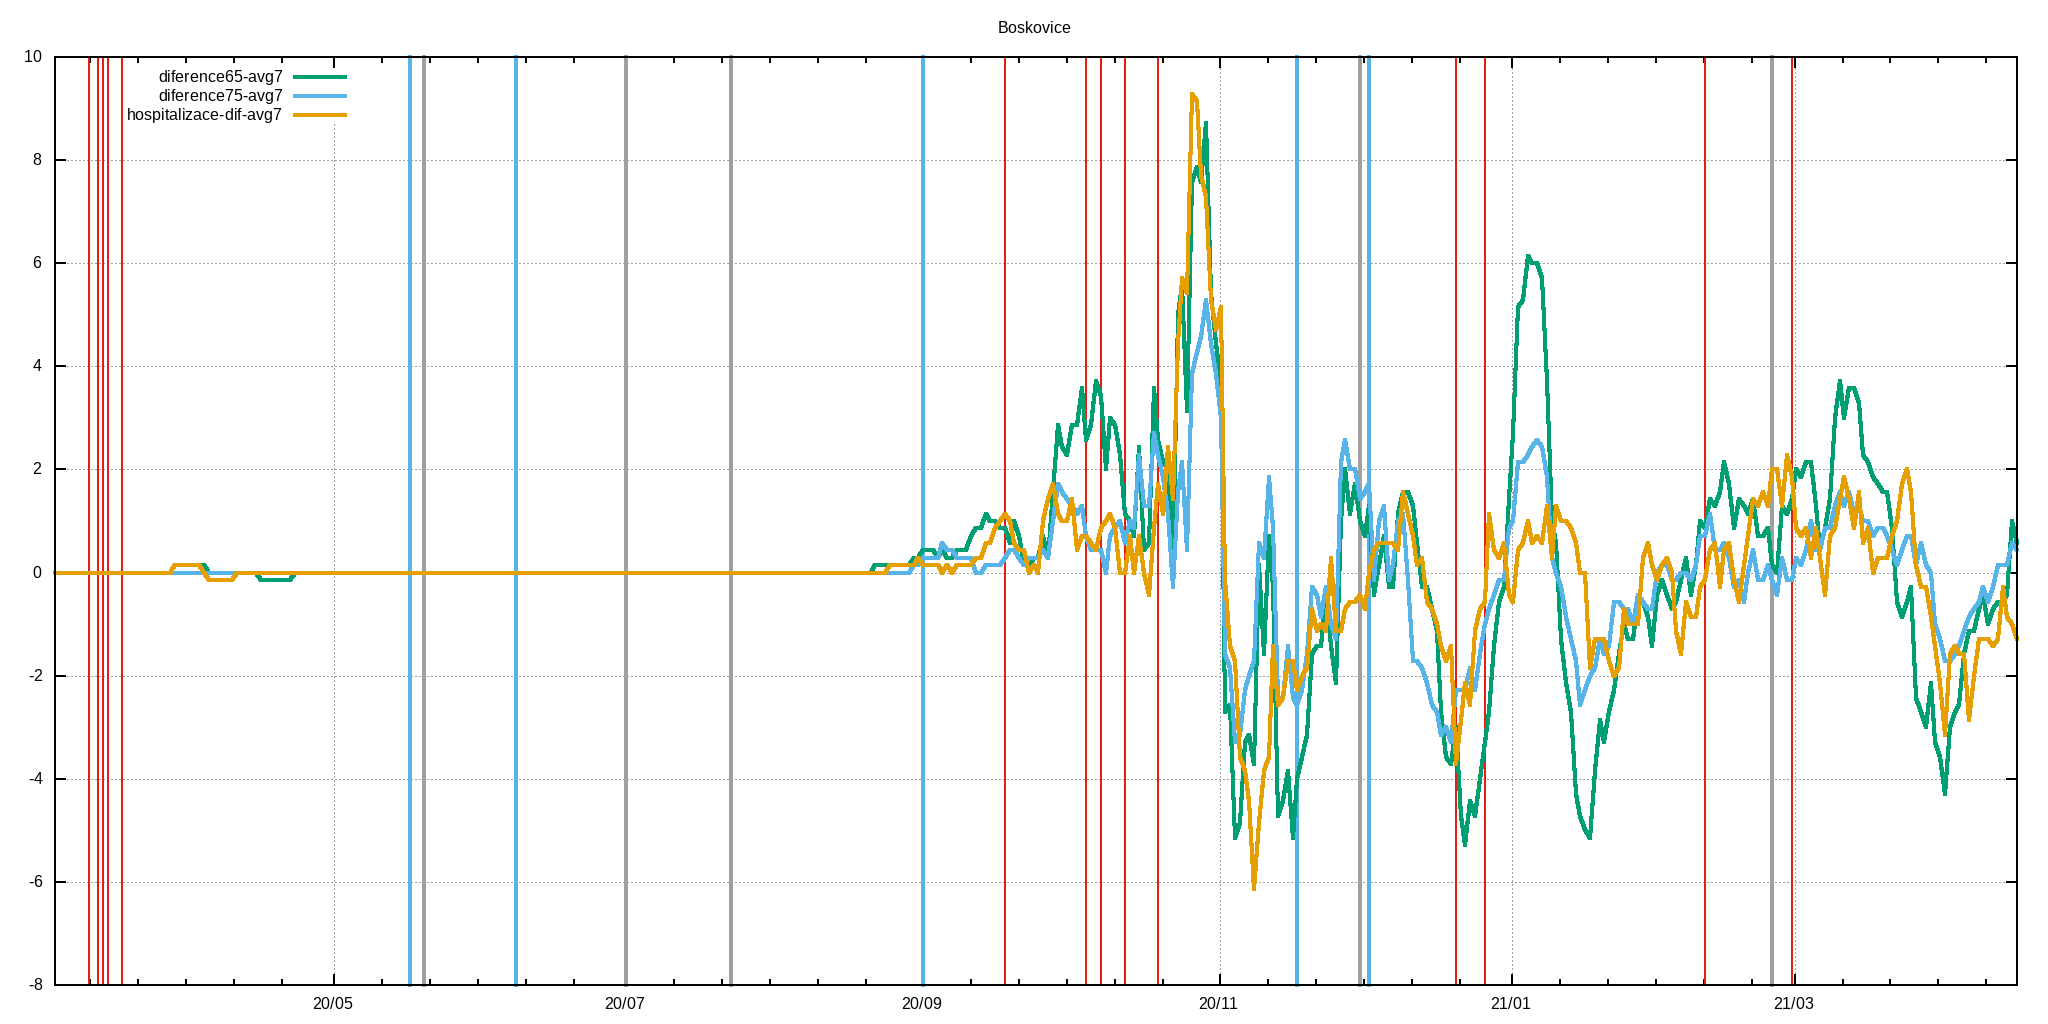 Boskovice
10
diference65-avg7
diference75-avg7
hospitalizace-dif-avg7
8
6
4
2
0
-2
-4
-6
-8
20/05 20/07 20/09 20/11 21/01 21/03